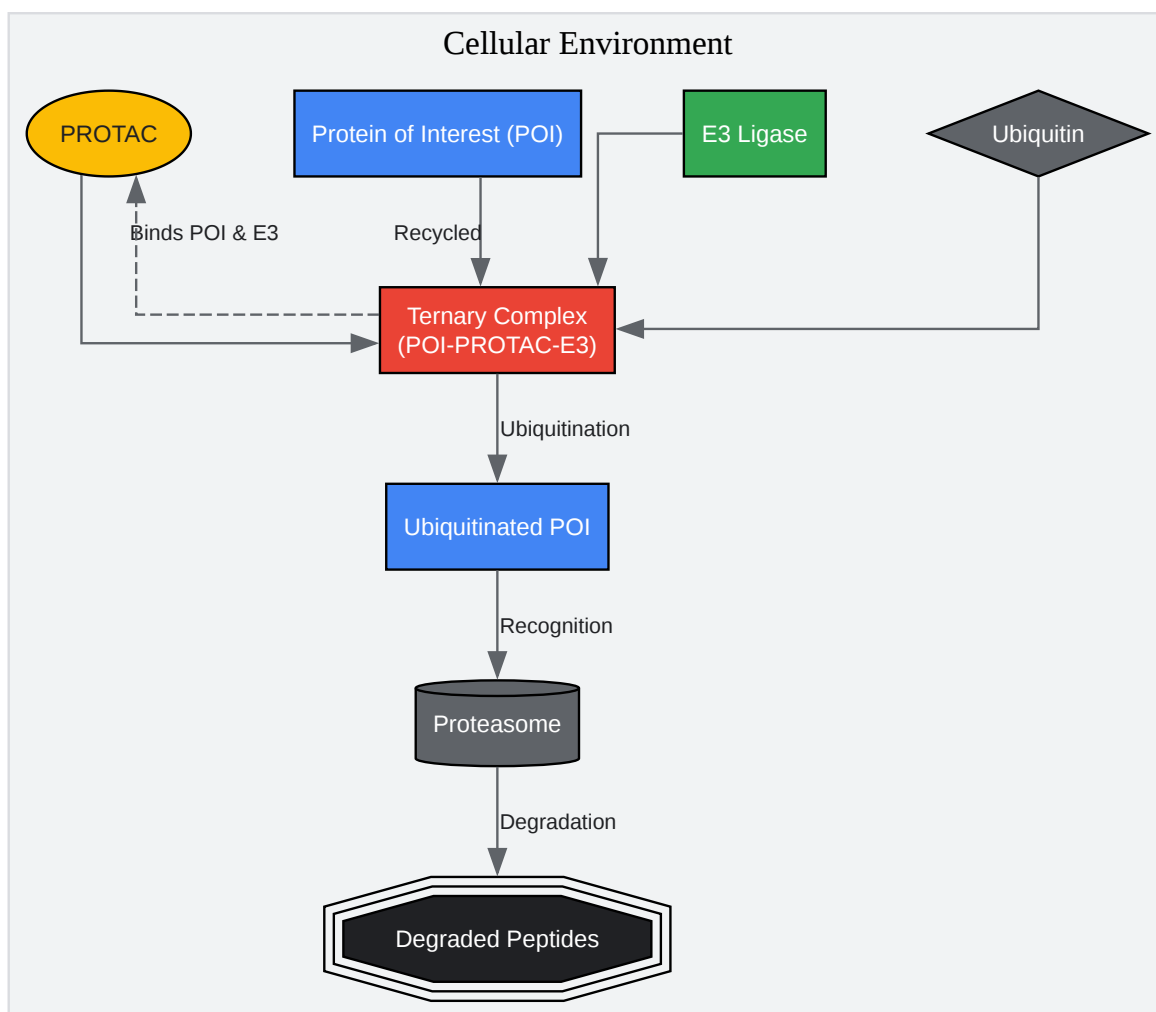 Cellular Environment
PROTAC
Protein of Interest (POI)
E3 Ligase
Ubiquitin
Binds POI & E3
Recycled
Ternary Complex
(POI-PROTAC-E3)
Ubiquitination
Ubiquitinated POI
Recognition
Proteasome
Degradation
Degraded Peptides